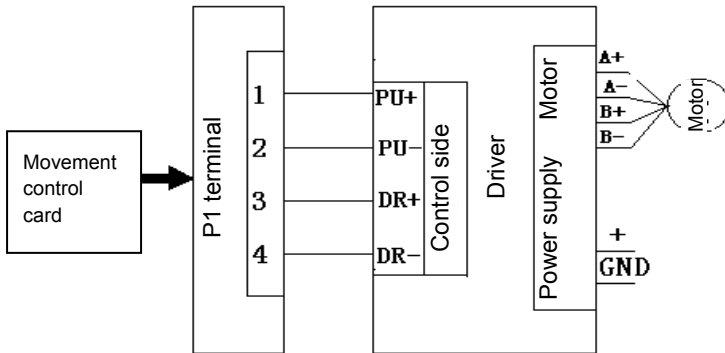 Movement
control
card
P1 terminal
1
2
3
4
PU+
PU−
DR+
DR−
Control side
Driver
Power supply Motor
A+
A−
B+
B−
Motor
+
GND